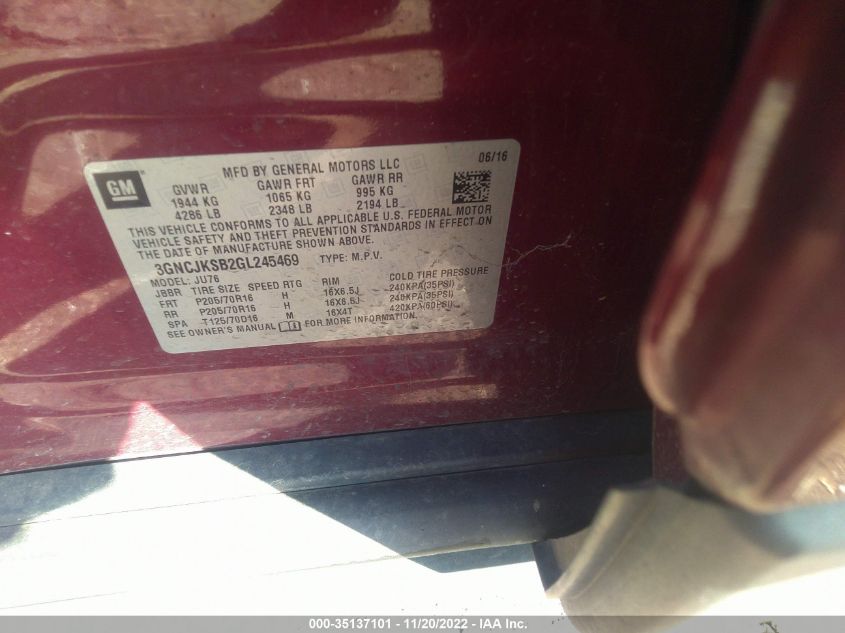 GM
MFD BY GENERAL MOTORS LLC 06/16
GVWR GAWR FRT GAWR RR
1944 KG 1065 KG 995 KG
4286 LB 2348 LB 2194 LB
THIS VEHICLE CONFORMS TO ALL APPLICABLE U.S. FEDERAL MOTOR
VEHICLE SAFETY AND THEFT PREVENTION STANDARDS IN EFFECT ON
THE DATE OF MANUFACTURE SHOWN ABOVE.
3GNCJKSB2GL245469 TYPE: M.P.V.
MODEL: JU76
JBBR TIRE SIZE SPEED RTG RIM COLD TIRE PRESSURE
FRT P205/70R16 H 16X6.5J 240KPA(35PSI)
RR P205/70R16 H 16X6.5J 240KPA(35PSI)
SPA T125/70D16 M 16X4T 420KPA(60PSI)
SEE OWNER'S MANUAL FOR MORE INFORMATION.
000-35137101 - 11/20/2022 - IAA Inc.